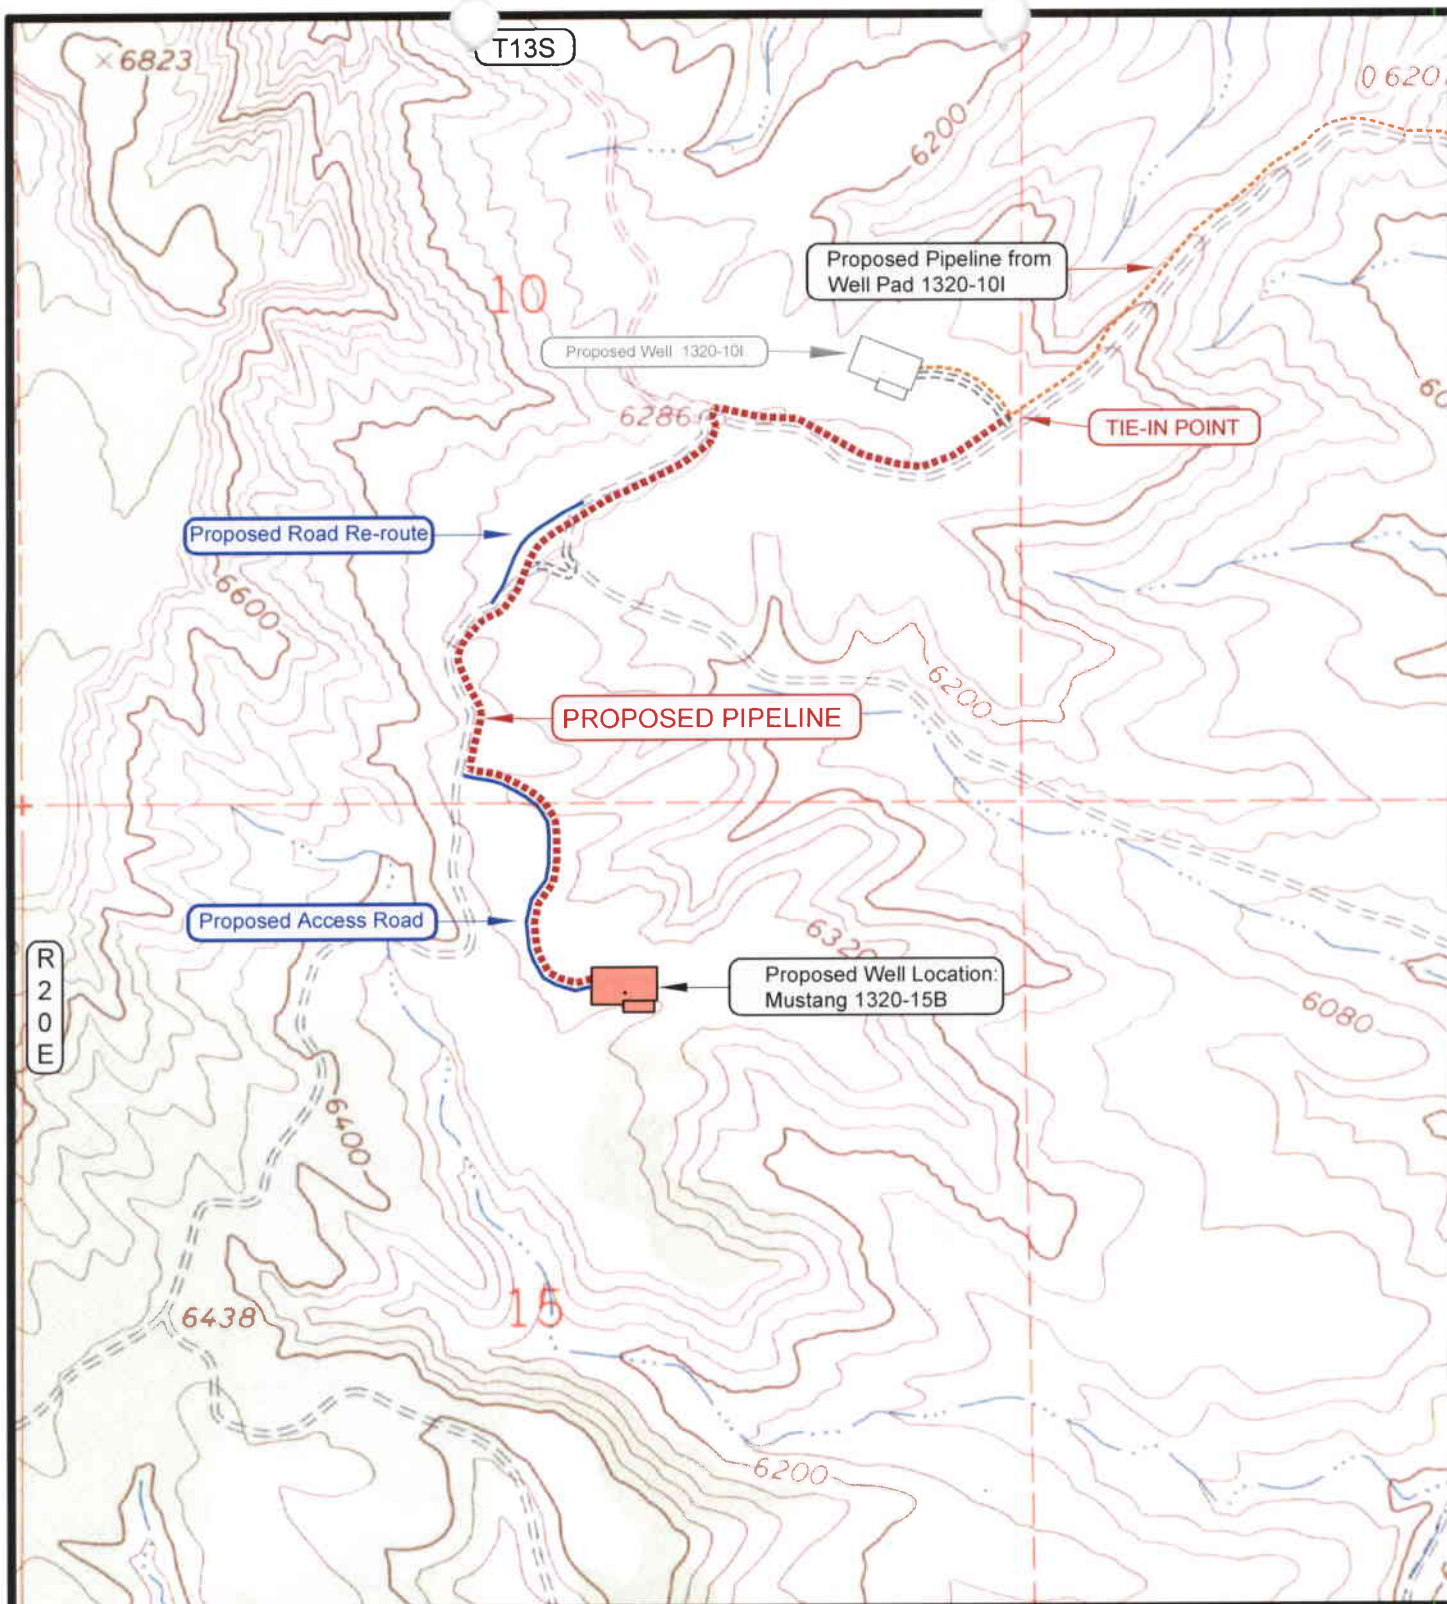 T13S
6823
0 620
6200
Proposed Pipeline from
Well Pad 1320-10I
10
Proposed Well 1320-10I
6286
TIE-IN POINT
Proposed Road Re-route
6600
6200
PROPOSED PIPELINE
Proposed Access Road
6320
R
2
0
E
Proposed Well Location:
Mustang 1320-15B
6080
6400
15
6438
6200